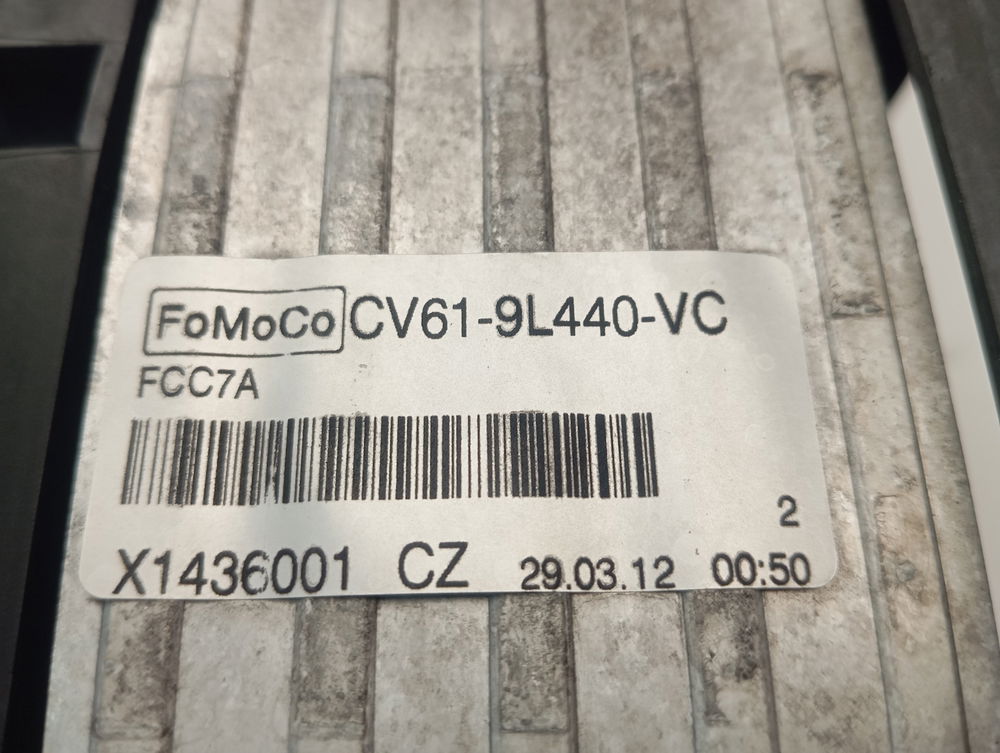 FoMoCo CV61-9L440-VC
FCC7A
2
X1436001 CZ 29.03.12 00:50